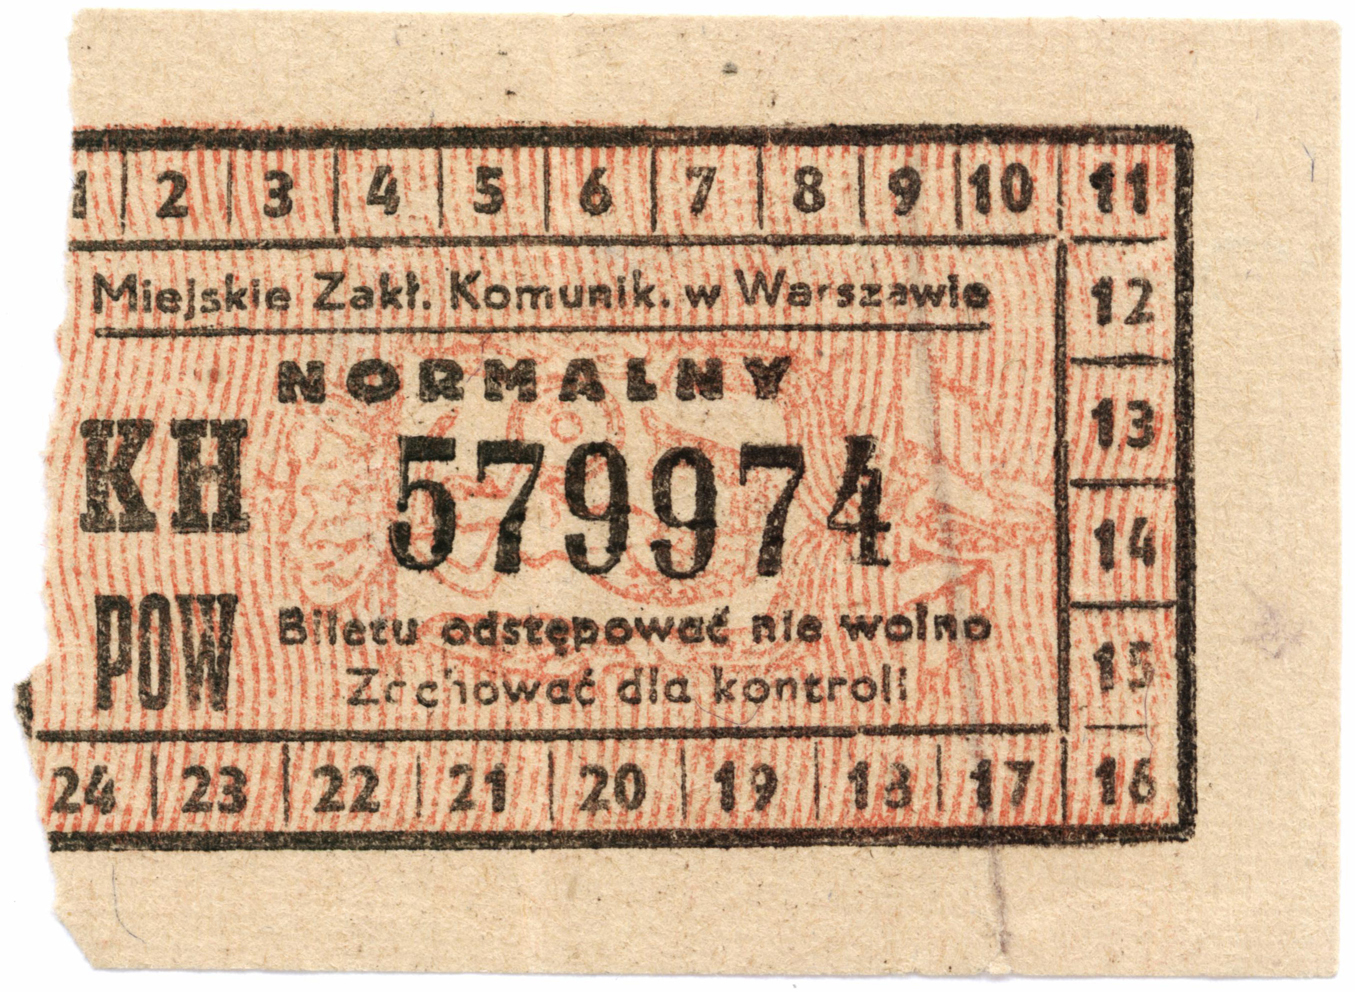 1 2 3 4 5 6 7 8 9 10 11
Miejskie Zakł. Komunik. w Warszawie
12
NORMALNY
13
KH 579974
14
POW Biletu odstępować nie wolno
15
Zachować dla kontroli
24 23 22 21 20 19 18 17 16